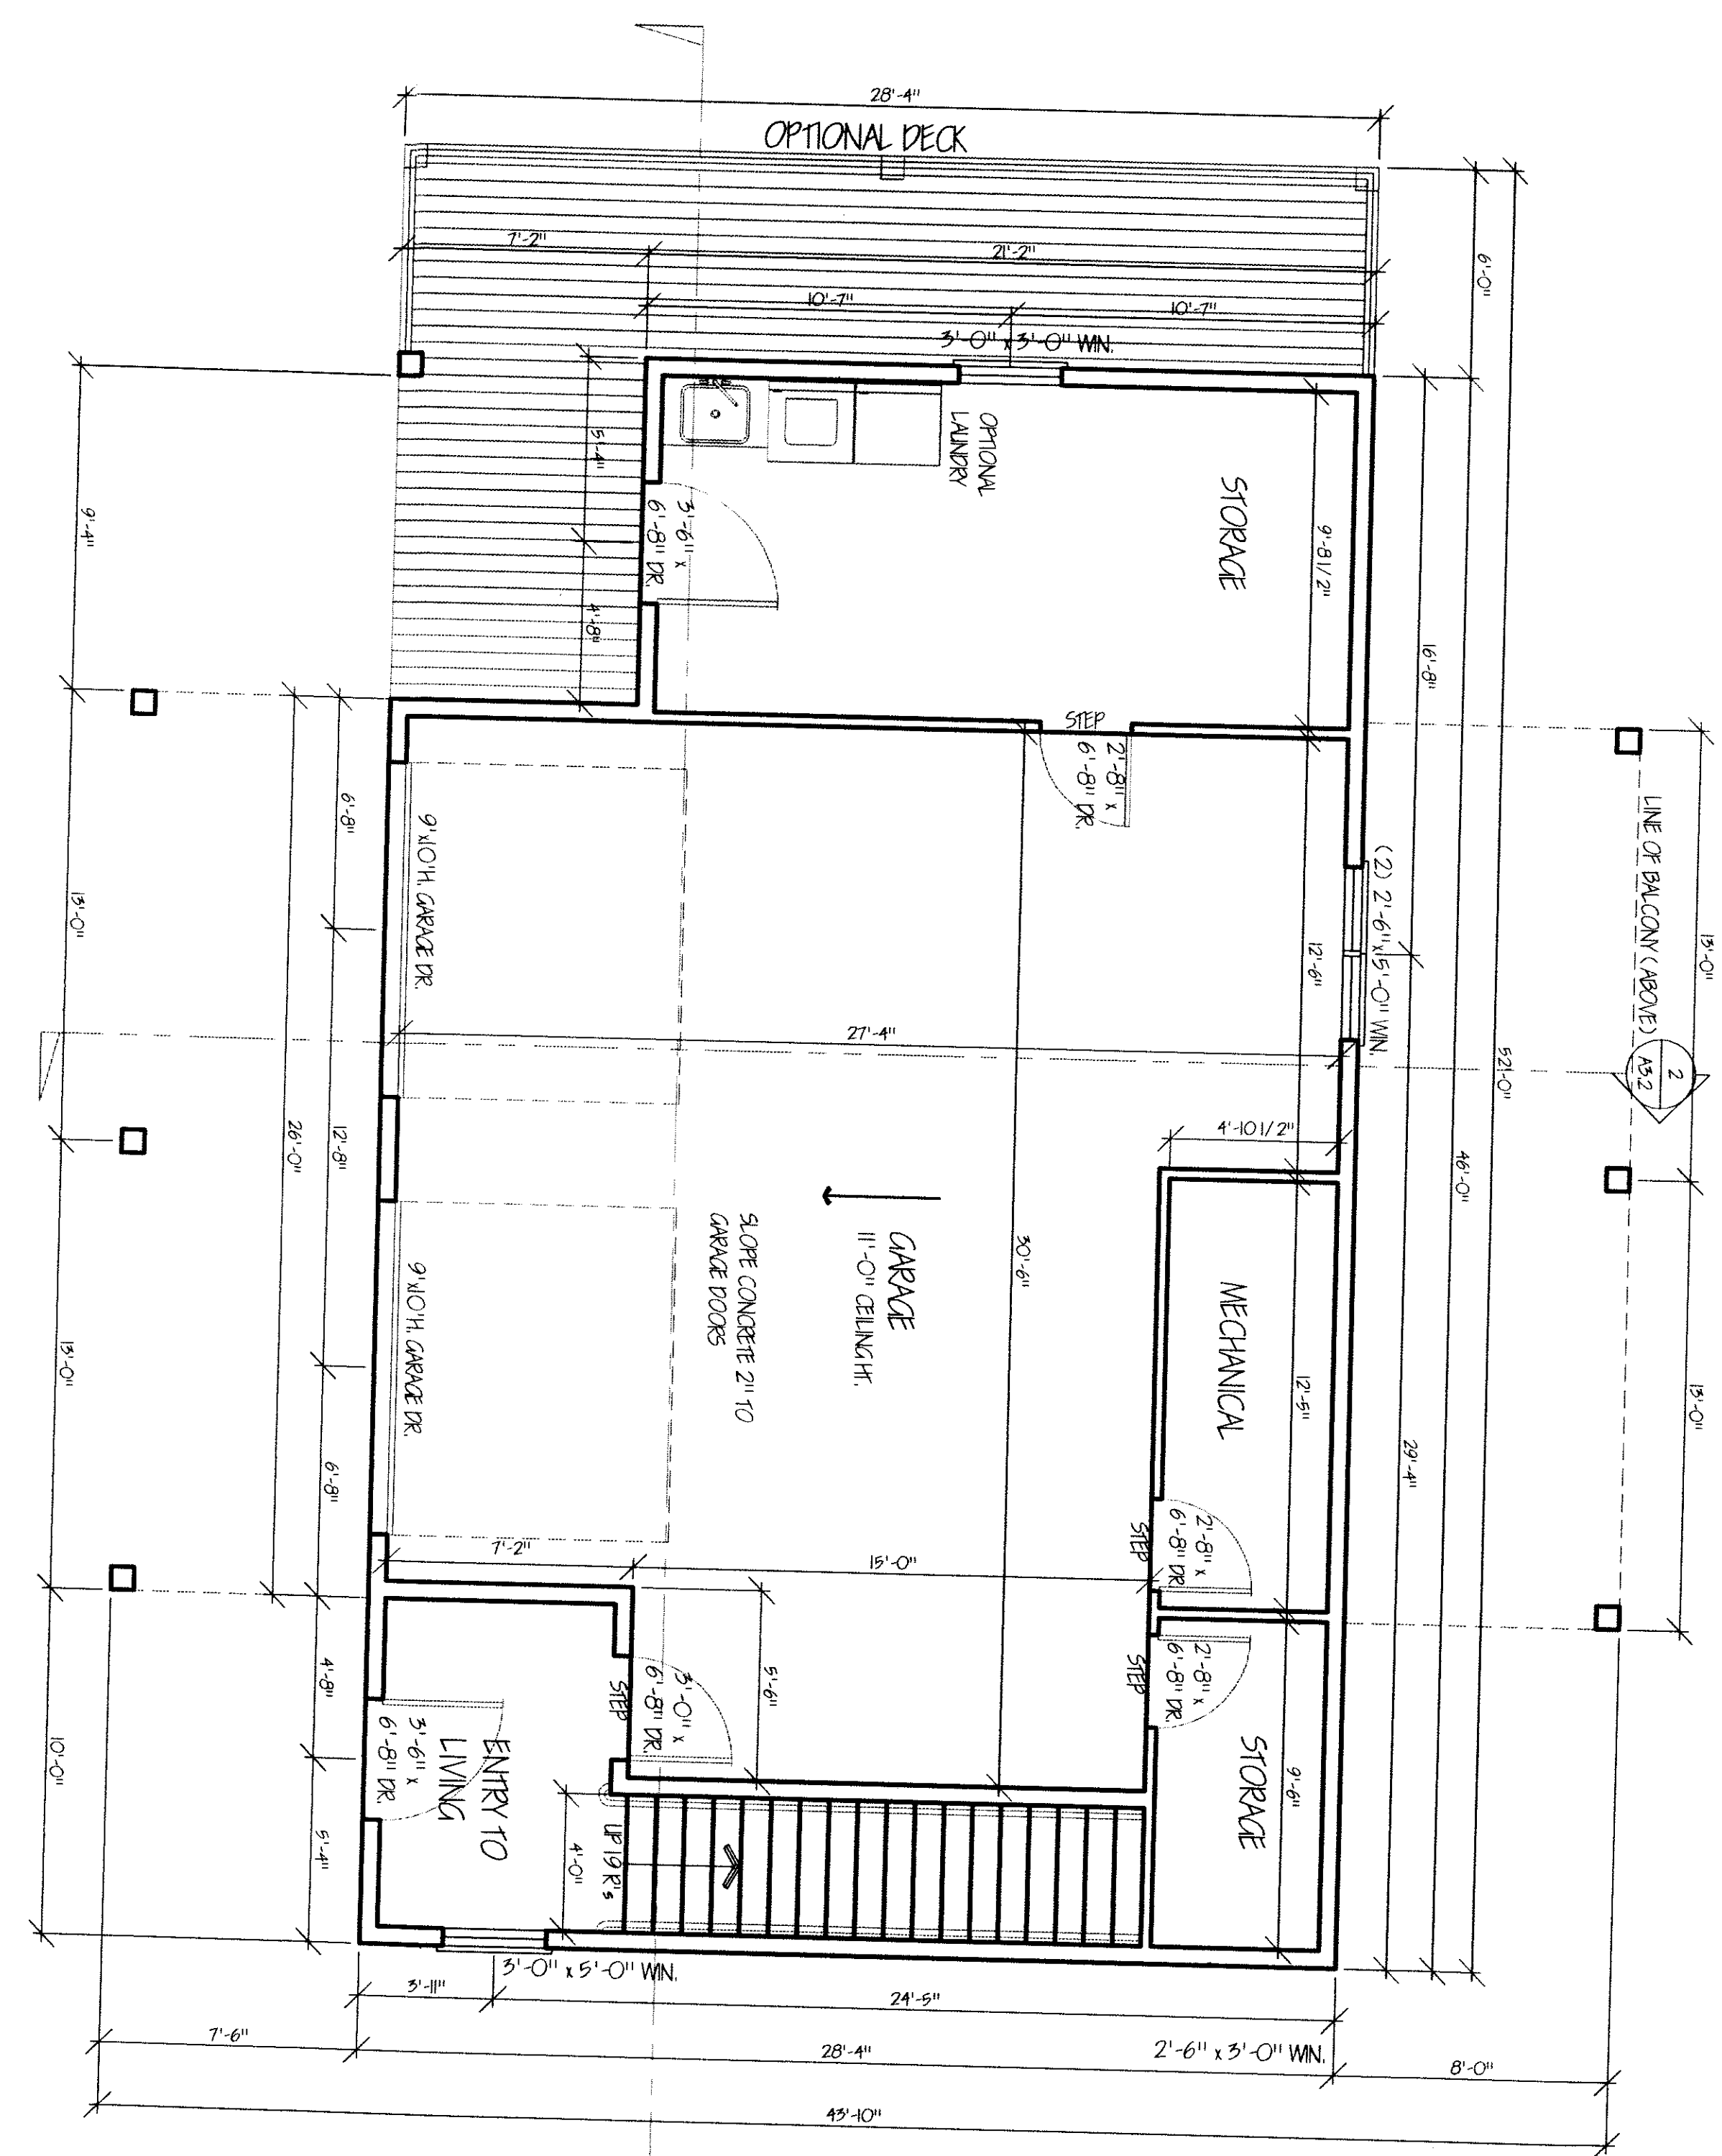 28'-4"
OPTIONAL DECK
7'-2"
21'-2"
6'-0"
10'-7"
10'-7"
3'-0" x 3'-0" WIN.
OPTIONAL
LAUNDRY
STORAGE
9'-8 1/2"
5'-4"
3'-6" x
6'-8" DR.
4'-8"
9'-4"
16'-8"
STEP
2'-8" x
6'-8" DR.
6'-8"
9'x10'H. GARAGE DR.
13'-0"
(2) 2'-6"x5'-0" WIN.
12'-6"
LINE OF BALCONY (ABOVE)
13'-0"
2
A3.2
27'-4"
52'-0"
46'-0"
4'-10 1/2"
26'-0"
12'-8"
GARAGE
11'-0" CEILING HT.
SLOPE CONCRETE 2" TO
GARAGE DOORS
30'-6"
MECHANICAL
12'-5"
13'-0"
29'-4"
9'x10'H. GARAGE DR.
13'-0"
6'-8"
7'-2"
15'-0"
STEP
2'-8" x
6'-8" DR.
STEP
2'-8" x
6'-8" DR.
STEP
3'-0" x
6'-8" DR.
5'-6"
4'-8"
10'-0"
ENTRY TO
LIVING
3'-6" x
6'-8" DR.
STORAGE
9'-6"
5'-4"
4'-0"
UP 19 R's
3'-0" x 5'-0" WIN.
3'-11"
24'-5"
7'-6"
28'-4"
2'-6" x 3'-0" WIN.
8'-0"
43'-10"